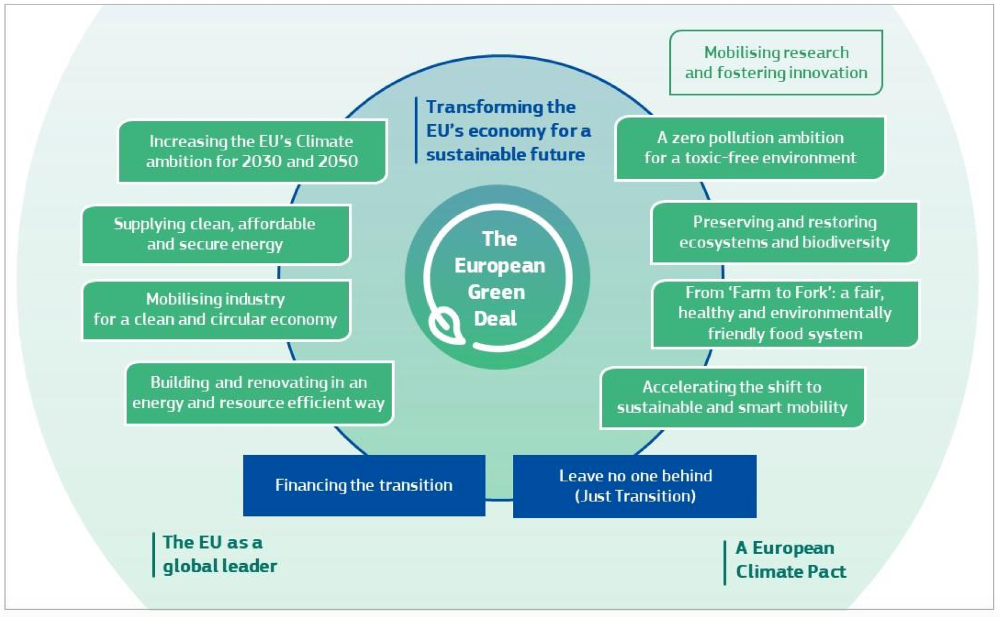 Mobilising research
and fostering innovation
Transforming the
EU's economy for a
sustainable future
Increasing the EU's Climate
ambition for 2030 and 2050
A zero pollution ambition
for a toxic-free environment
Supplying clean, affordable
and secure energy
Preserving and restoring
ecosystems and biodiversity
The
European
Green
Deal
Mobilising industry
for a clean and circular economy
From ‘Farm to Fork’: a fair,
healthy and environmentally
friendly food system
Building and renovating in an
energy and resource efficient way
Accelerating the shift to
sustainable and smart mobility
Financing the transition
Leave no one behind
(Just Transition)
The EU as a
global leader
A European
Climate Pact